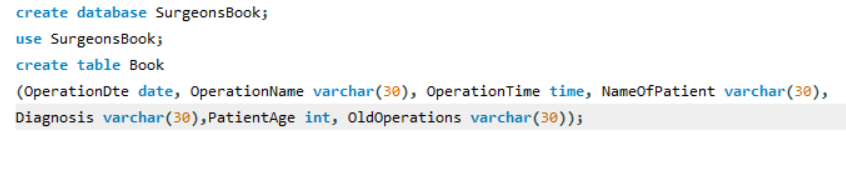 create database SurgeonsBook;
use SurgeonsBook;
create table Book
(OperationDte date, OperationName varchar(30), OperationTime time, NameOfPatient varchar(30),
Diagnosis varchar(30),PatientAge int, OldOperations varchar(30));